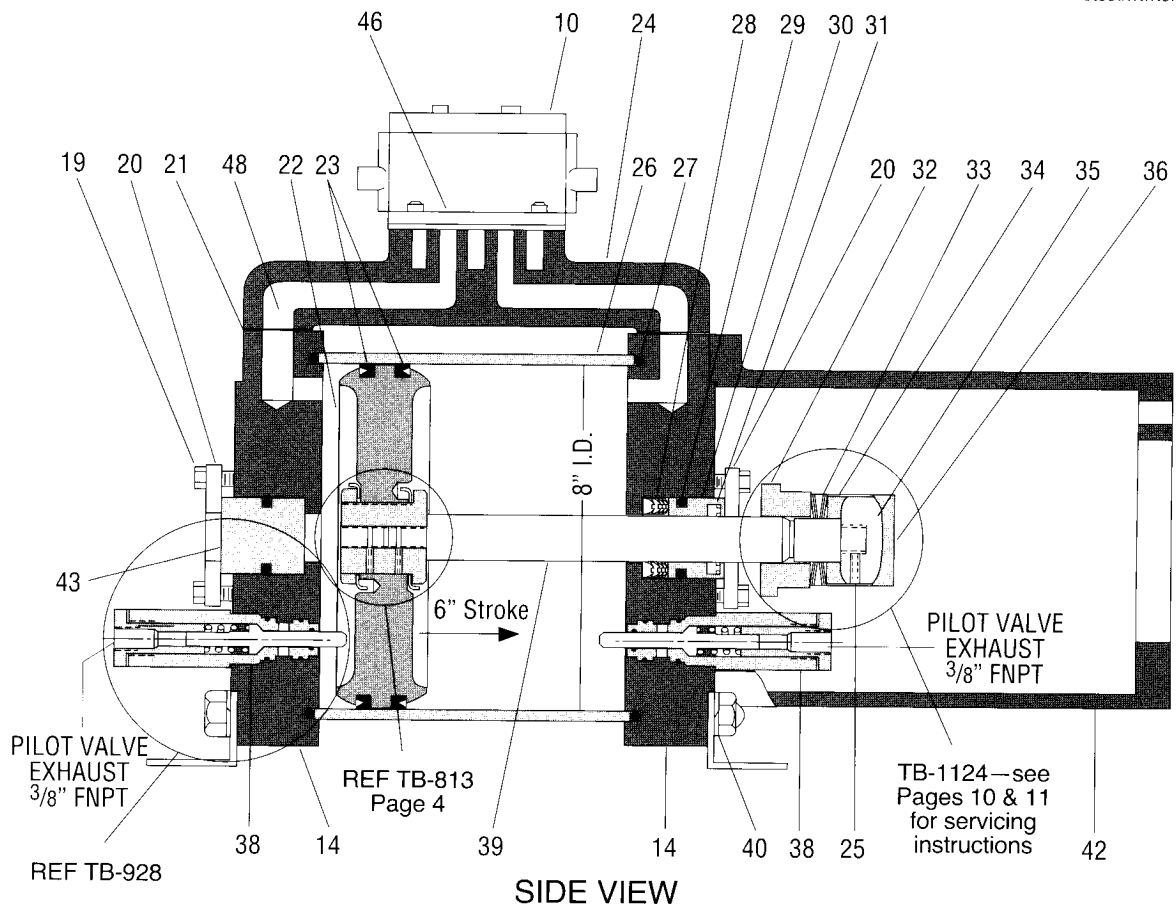 46 10 24 28 29 30 31
19 20 21 48 22 23 26 27 20 32 33 34 35 36
8" I.D.
43
6" Stroke
PILOT VALVE
EXHAUST
3/8" FNPT
PILOT VALVE
EXHAUST
3/8" FNPT
REF TB-813
Page 4
TB-1124—see
Pages 10 & 11
for servicing
instructions
38 14 39 14 40 38 25 42
REF TB-928
SIDE VIEW